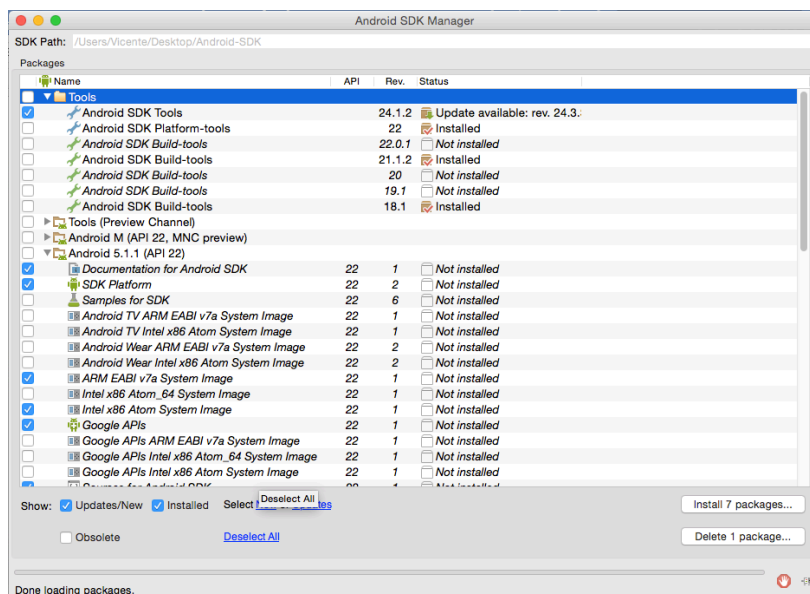 Android SDK Manager
SDK Path: /Users/Vicente/Desktop/Android-SDK
Packages
Name API Rev. Status
Tools
Android SDK Tools 24.1.2 Update available: rev. 24.3.
Android SDK Platform-tools 22 Installed
Android SDK Build-tools 22.0.1 Not installed
Android SDK Build-tools 21.1.2 Installed
Android SDK Build-tools 20 Not installed
Android SDK Build-tools 19.1 Not installed
Android SDK Build-tools 18.1 Installed
Tools (Preview Channel)
Android M (API 22, MNC preview)
Android 5.1.1 (API 22)
Documentation for Android SDK 22 1 Not installed
SDK Platform 22 2 Not installed
Samples for SDK 22 6 Not installed
Android TV ARM EABI v7a System Image 22 1 Not installed
Android TV Intel x86 Atom System Image 22 1 Not installed
Android Wear ARM EABI v7a System Image 22 2 Not installed
Android Wear Intel x86 Atom System Image 22 2 Not installed
ARM EABI v7a System Image 22 1 Not installed
Intel x86 Atom_64 System Image 22 1 Not installed
Intel x86 Atom System Image 22 1 Not installed
Google APIs 22 1 Not installed
Google APIs ARM EABI v7a System Image 22 1 Not installed
Google APIs Intel x86 Atom_64 System Image 22 1 Not installed
Google APIs Intel x86 Atom System Image 22 1 Not installed
Sources for Android SDK 22 1 Not installed
Show: Updates/New Installed Select Deselect All Updates Install 7 packages...
Obsolete Deselect All Delete 1 package...
Done loading packages.